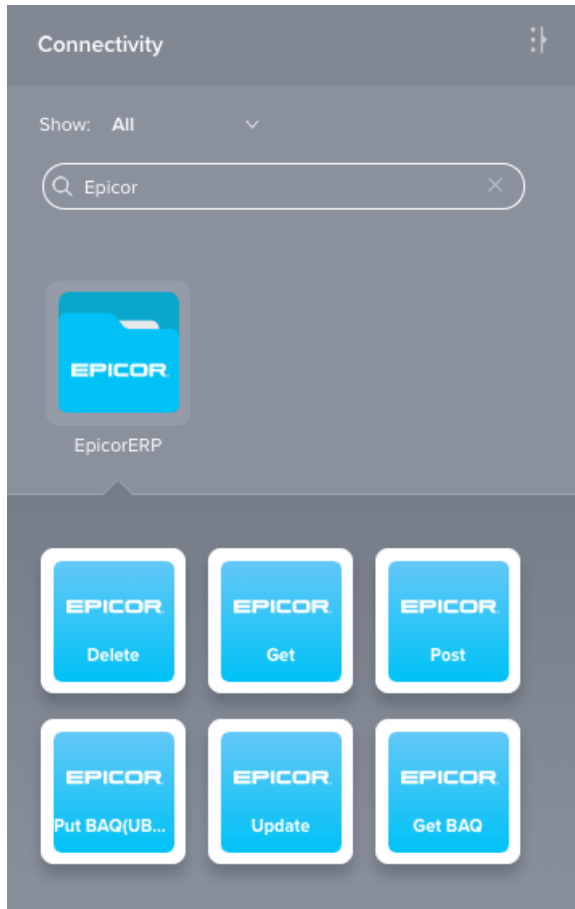 Connectivity
Show: All
Epicor
EPICOR
EpicorERP
EPICOR EPICOR EPICOR
Delete Get Post
EPICOR EPICOR EPICOR
Put BAQ(UB... Update Get BAQ